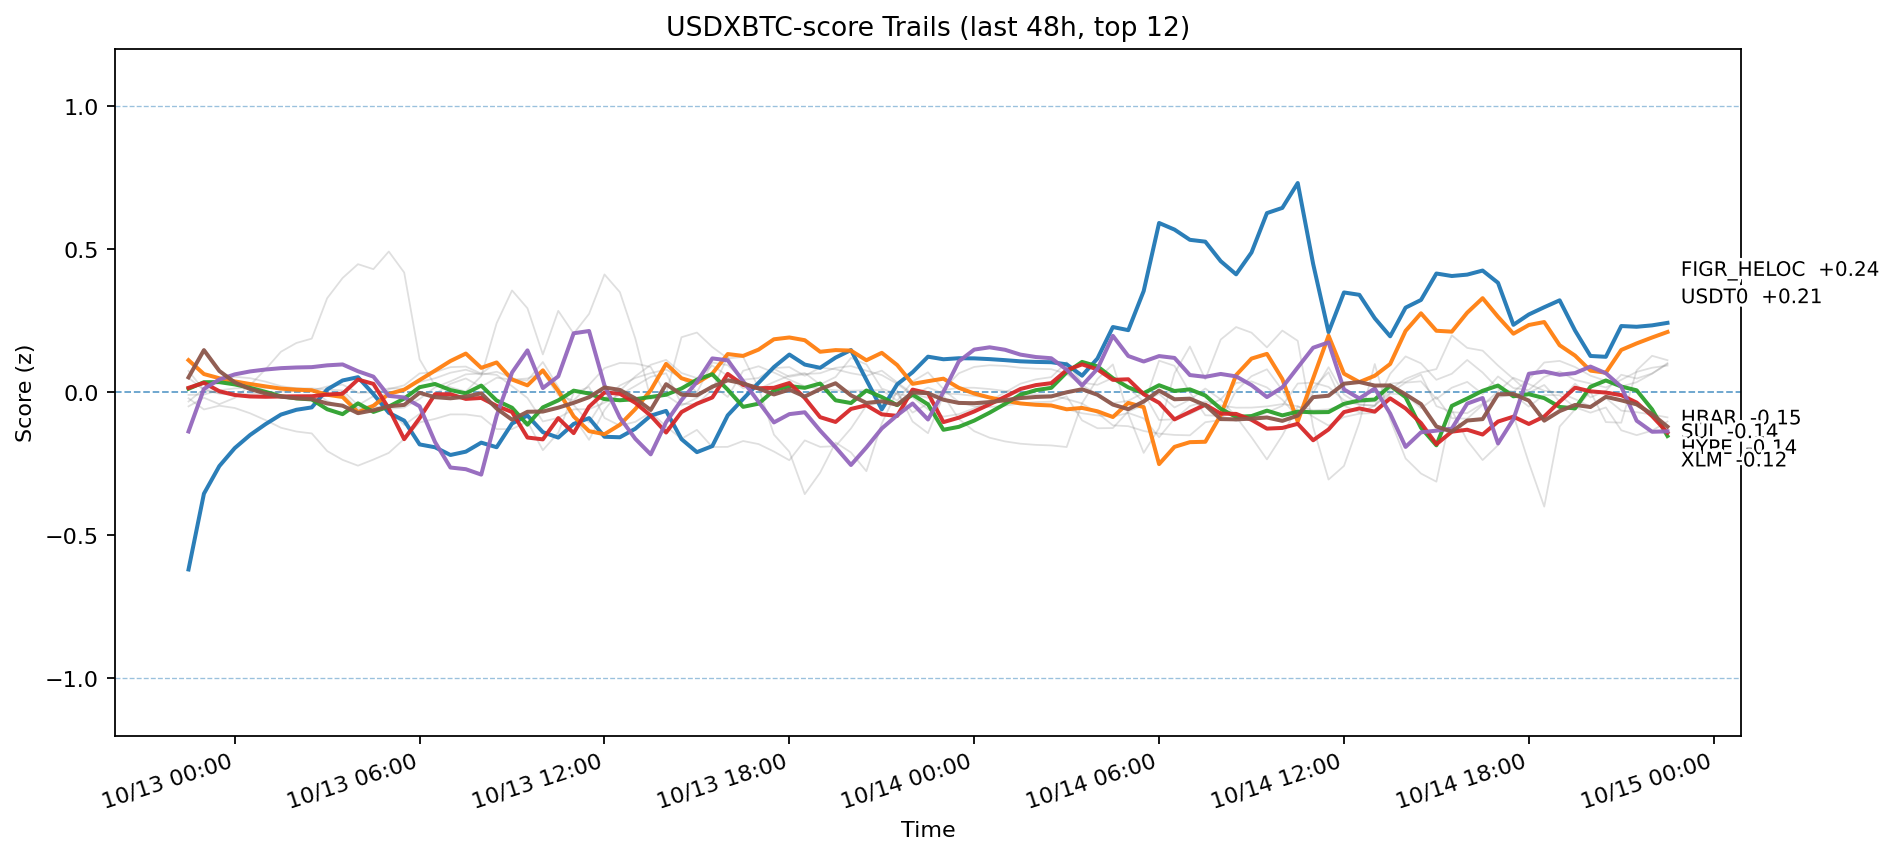 USDXBTC-score Trails (last 48h, top 12)
Score (z)
1.0
0.5
0.0
−0.5
−1.0
FIGR_HELOC +0.24
USDT0 +0.21
HBAR -0.15
SUI -0.14
HYPE -0.14
XLM -0.12
10/13 00:00
10/13 06:00
10/13 12:00
10/13 18:00
10/14 00:00
10/14 06:00
10/14 12:00
10/14 18:00
10/15 00:00
Time